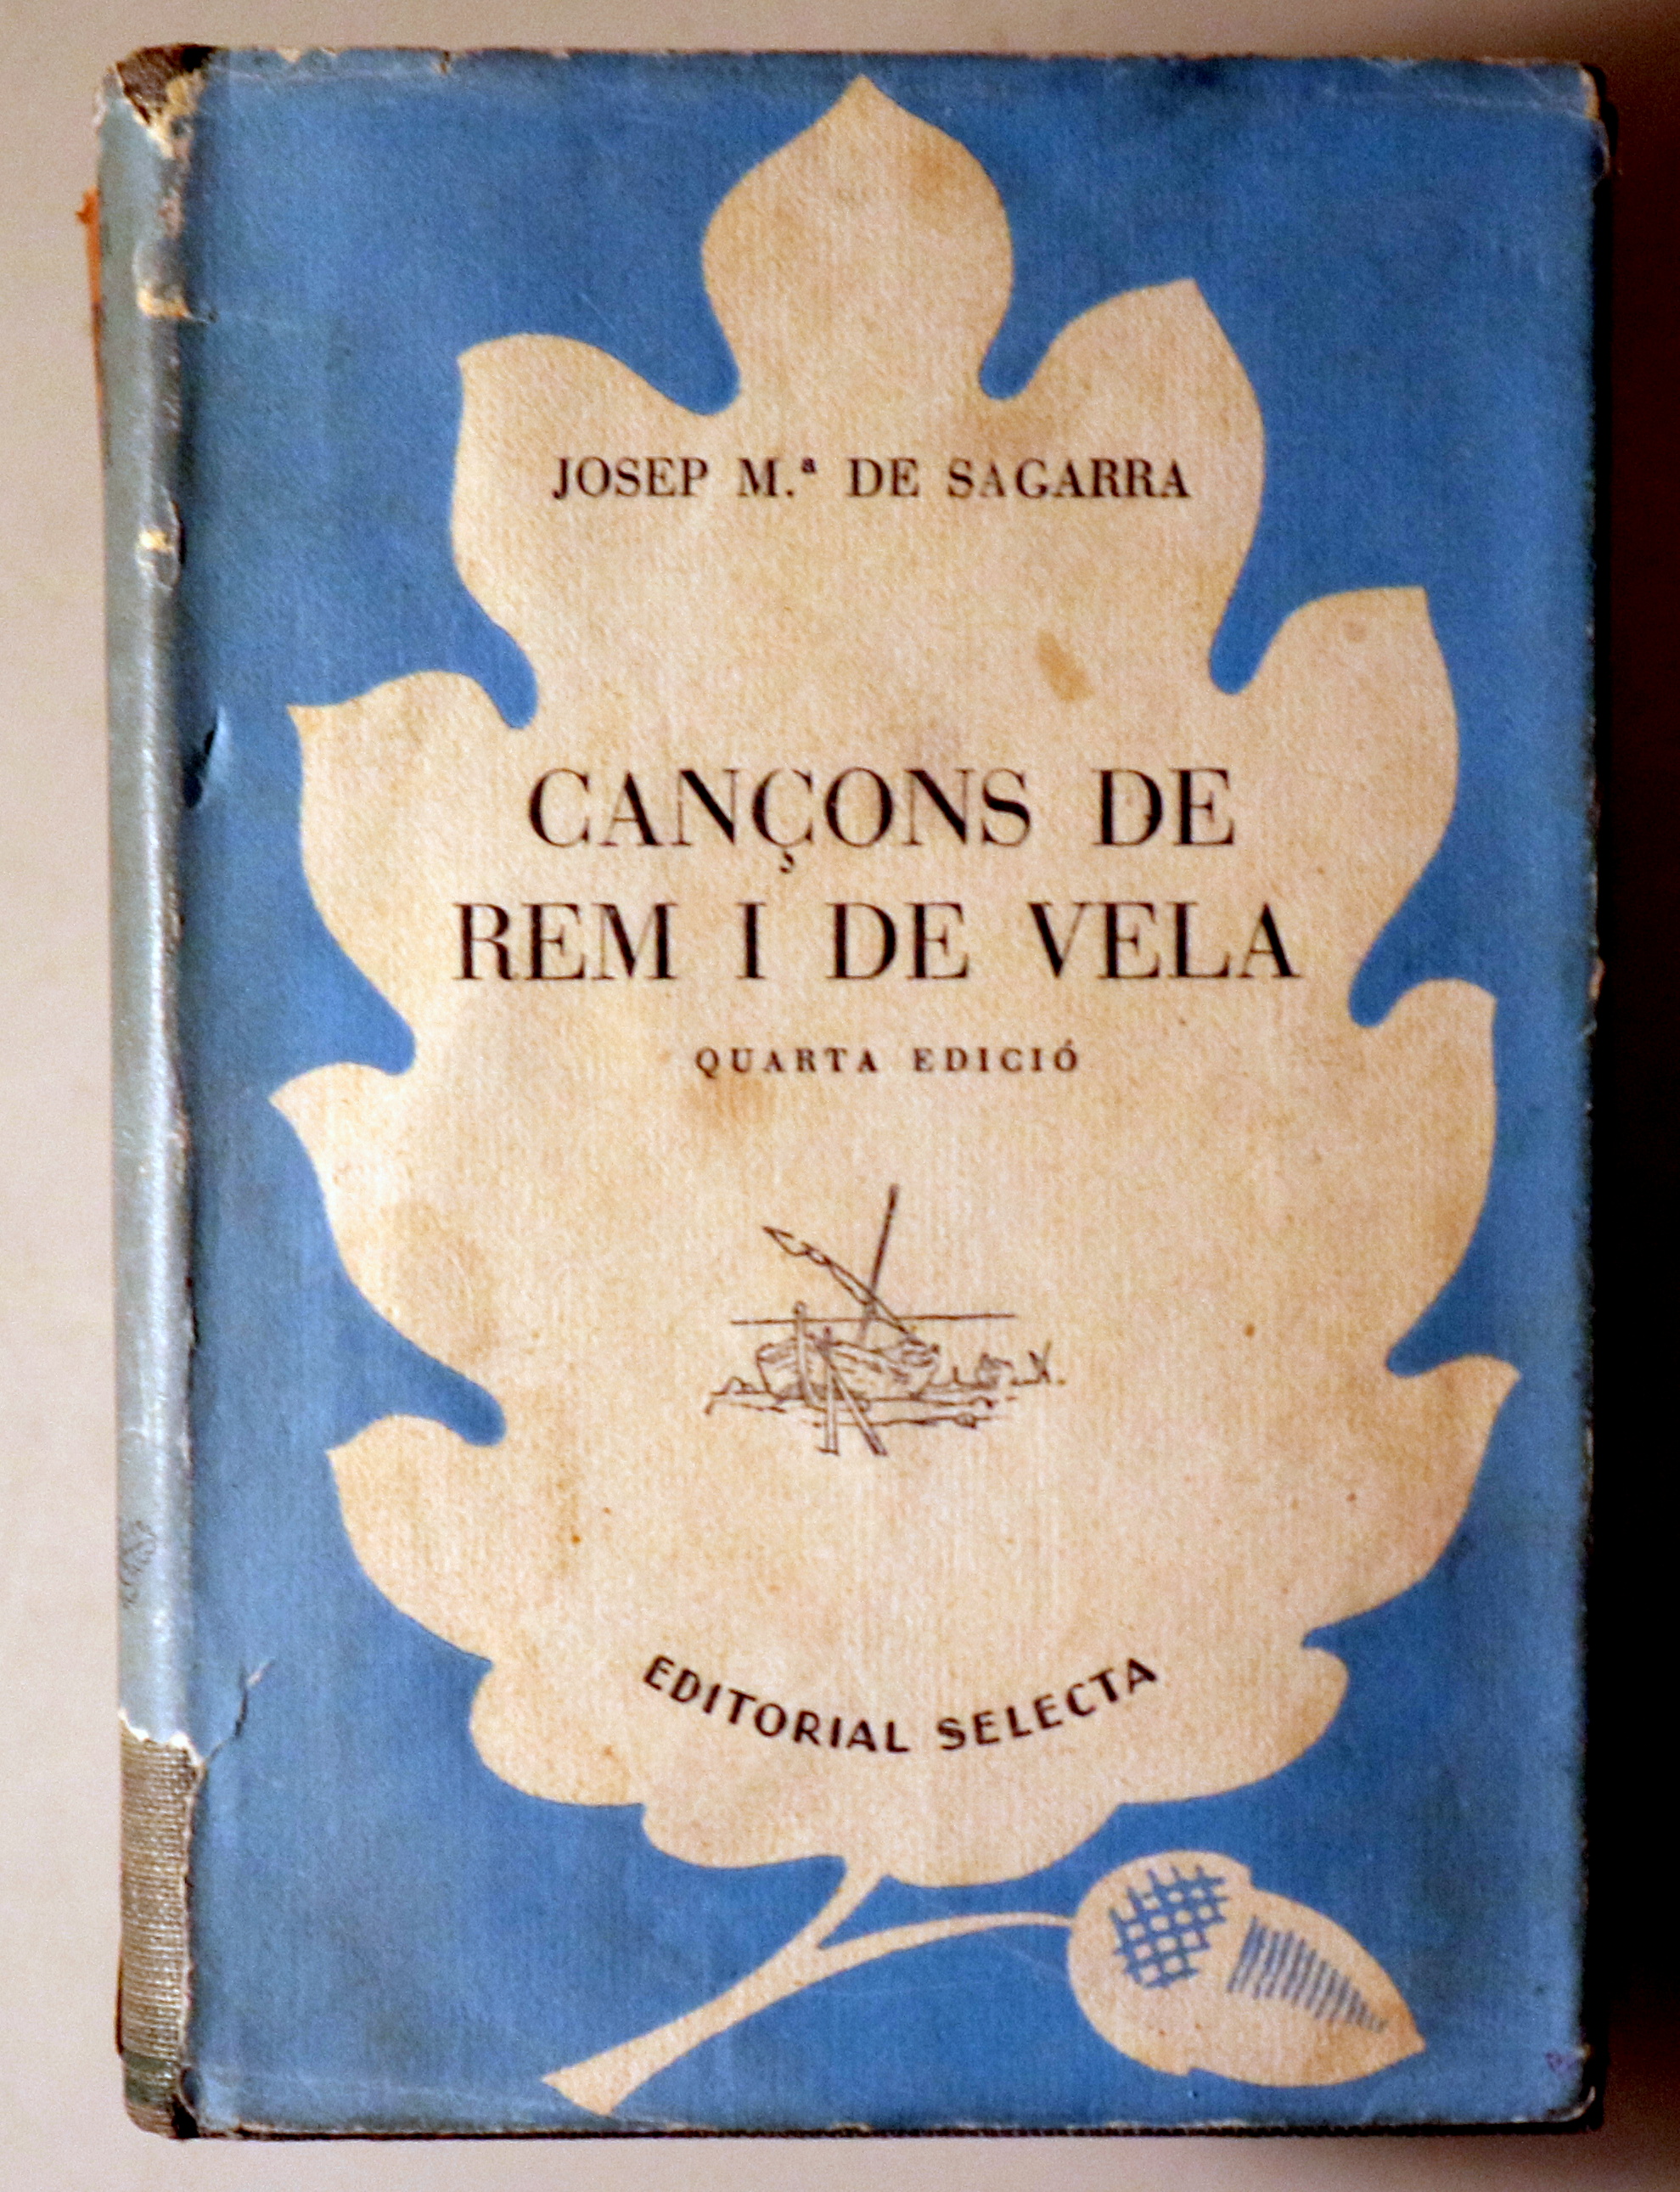 JOSEP M.ª DE SAGARRA
CANÇONS DE
REM I DE VELA
QUARTA EDICIÓ
EDITORIAL SELECTA